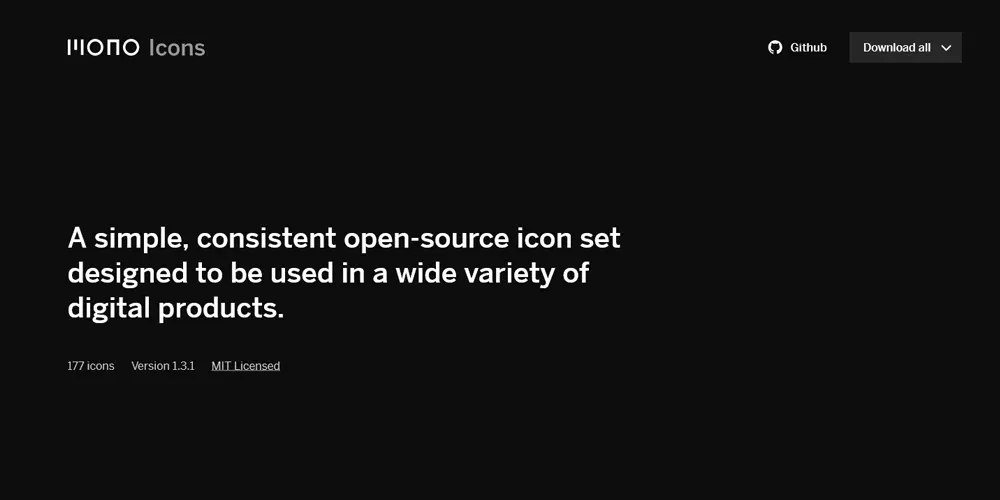 MONO Icons
Github
Download all
A simple, consistent open-source icon set
designed to be used in a wide variety of
digital products.
177 icons Version 1.3.1 MIT Licensed